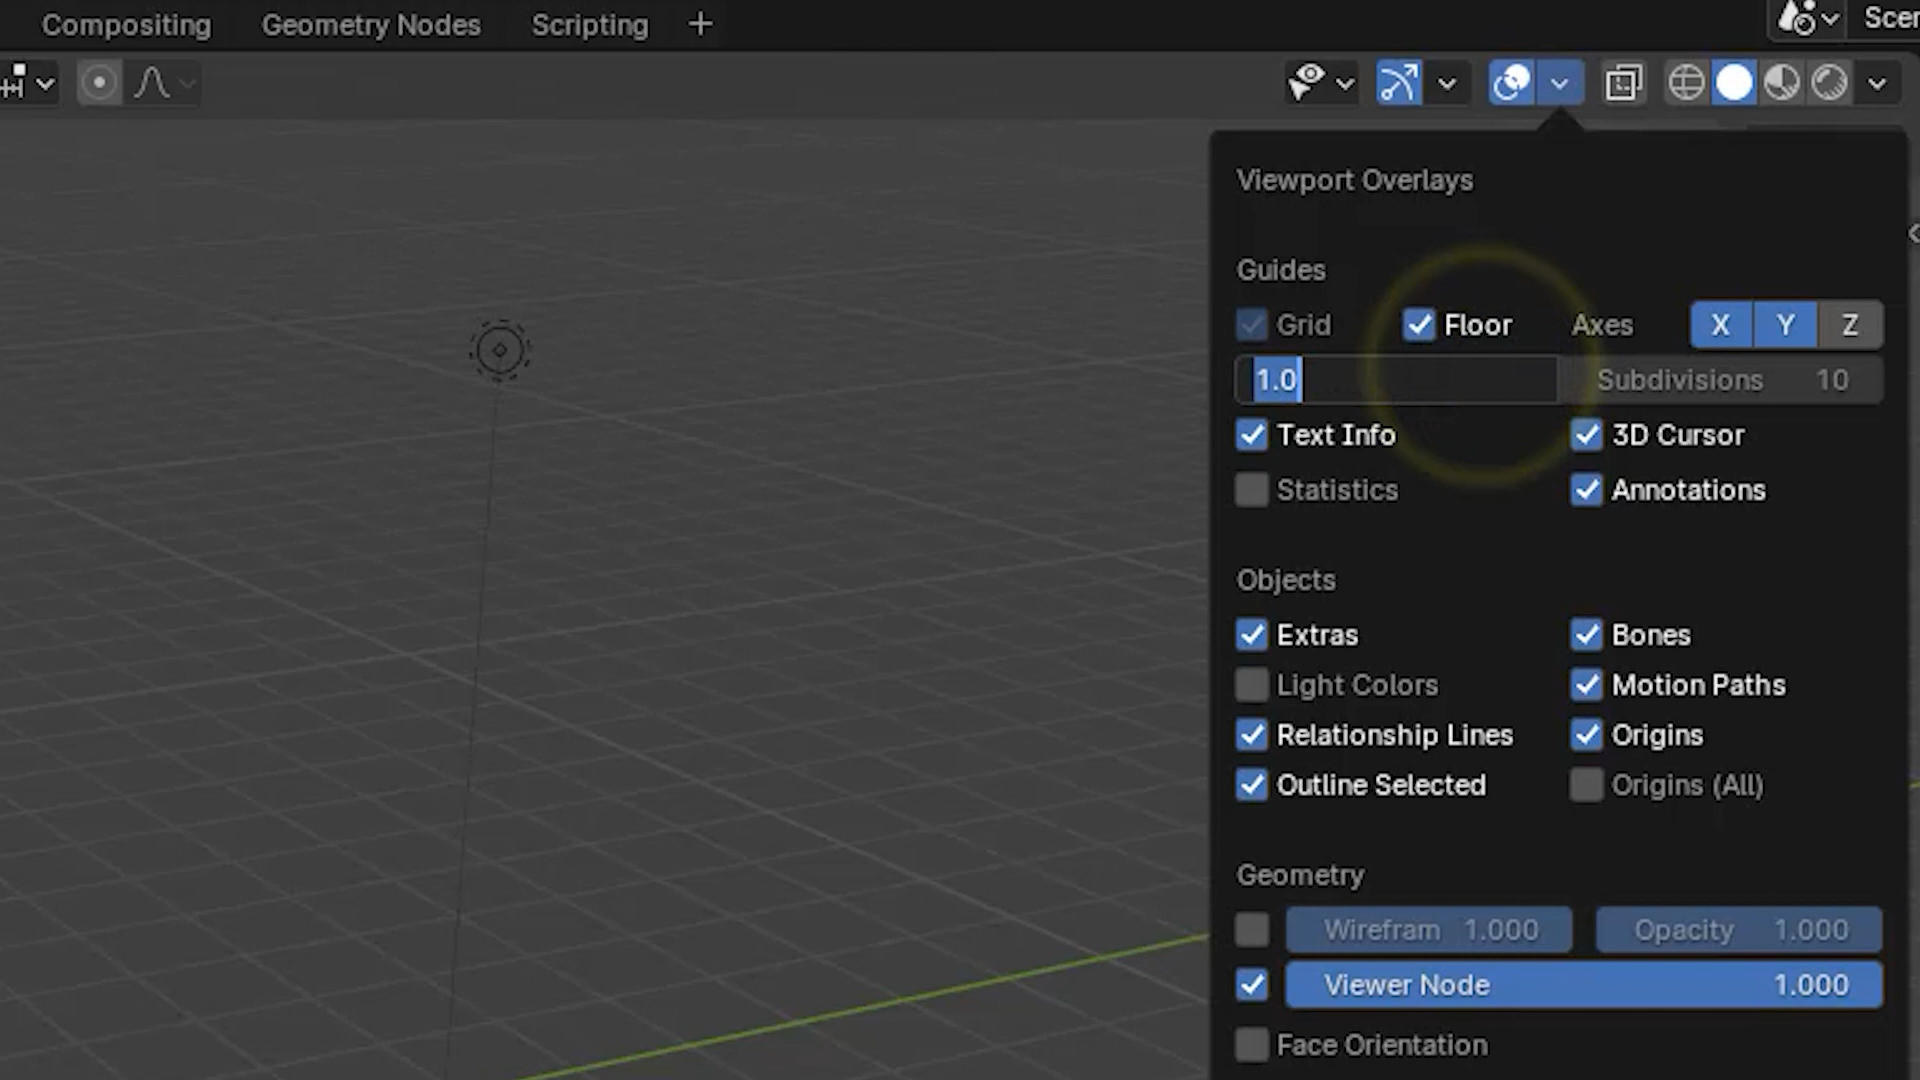 Compositing Geometry Nodes Scripting +
Viewport Overlays
Guides
Grid Floor Axes X Y Z
1.0 Subdivisions 10
Text Info 3D Cursor
Statistics Annotations
Objects
Extras Bones
Light Colors Motion Paths
Relationship Lines Origins
Outline Selected Origins (All)
Geometry
Wirefram 1.000 Opacity 1.000
Viewer Node 1.000
Face Orientation